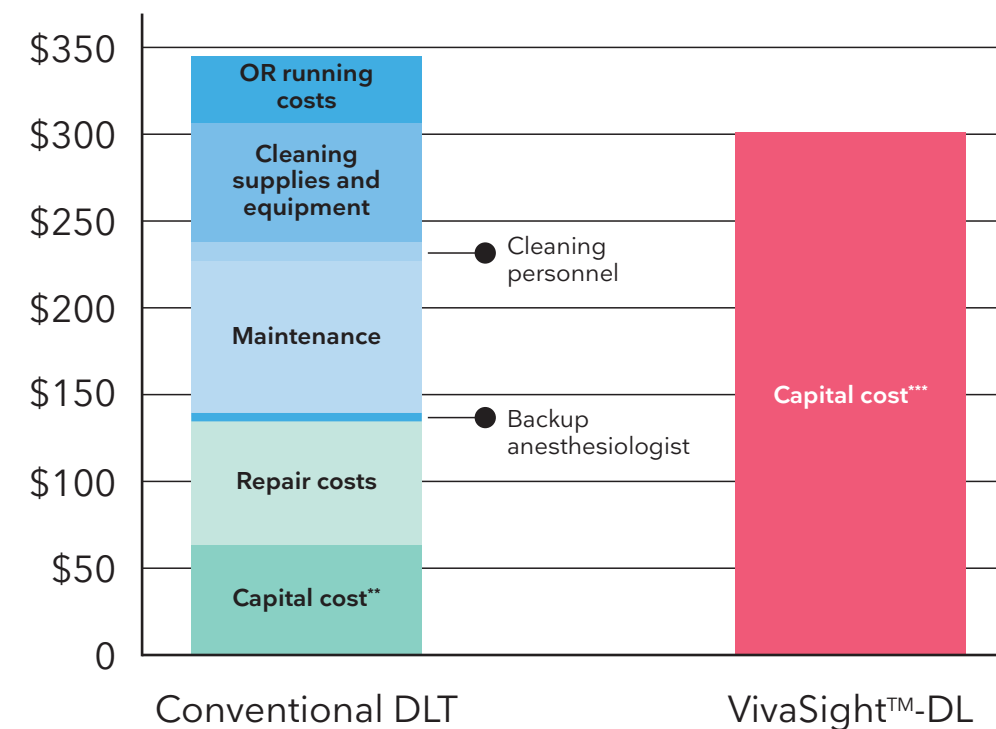 $350
$300
$250
$200
$150
$100
$50
0
OR running
costs
Cleaning
supplies and
equipment
Cleaning
personnel
Maintenance
Backup
anesthesiologist
Repair costs
Capital cost**
Capital cost***
Conventional DLT
VivaSight™-DL